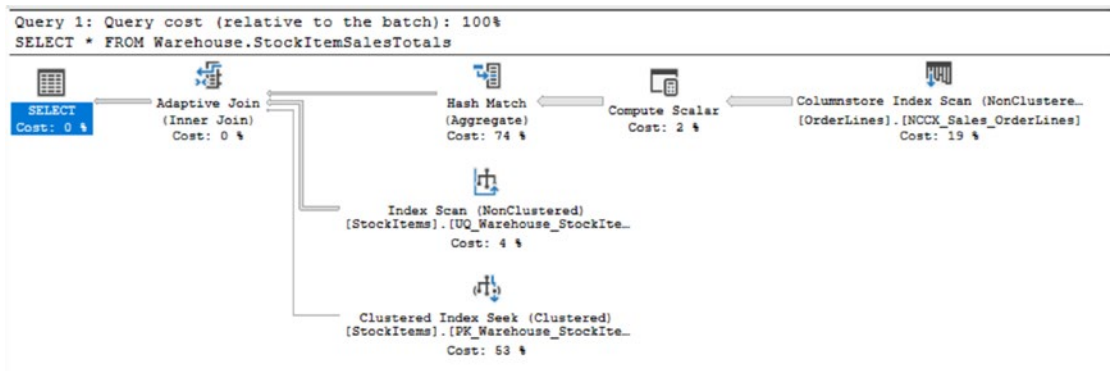 Query 1: Query cost (relative to the batch): 100%
SELECT * FROM Warehouse.StockItemSalesTotals
SELECT
Cost: 0 %
Adaptive Join
(Inner Join)
Cost: 0 %
Hash Match
(Aggregate)
Cost: 74 %
Compute Scalar
Cost: 2 %
Columnstore Index Scan (NonClustere…
[OrderLines].[NCCX_Sales_OrderLines]
Cost: 19 %
Index Scan (NonClustered)
[StockItems].[UQ_Warehouse_StockIte…
Cost: 4 %
Clustered Index Seek (Clustered)
[StockItems].[PK_Warehouse_StockIte…
Cost: 53 %